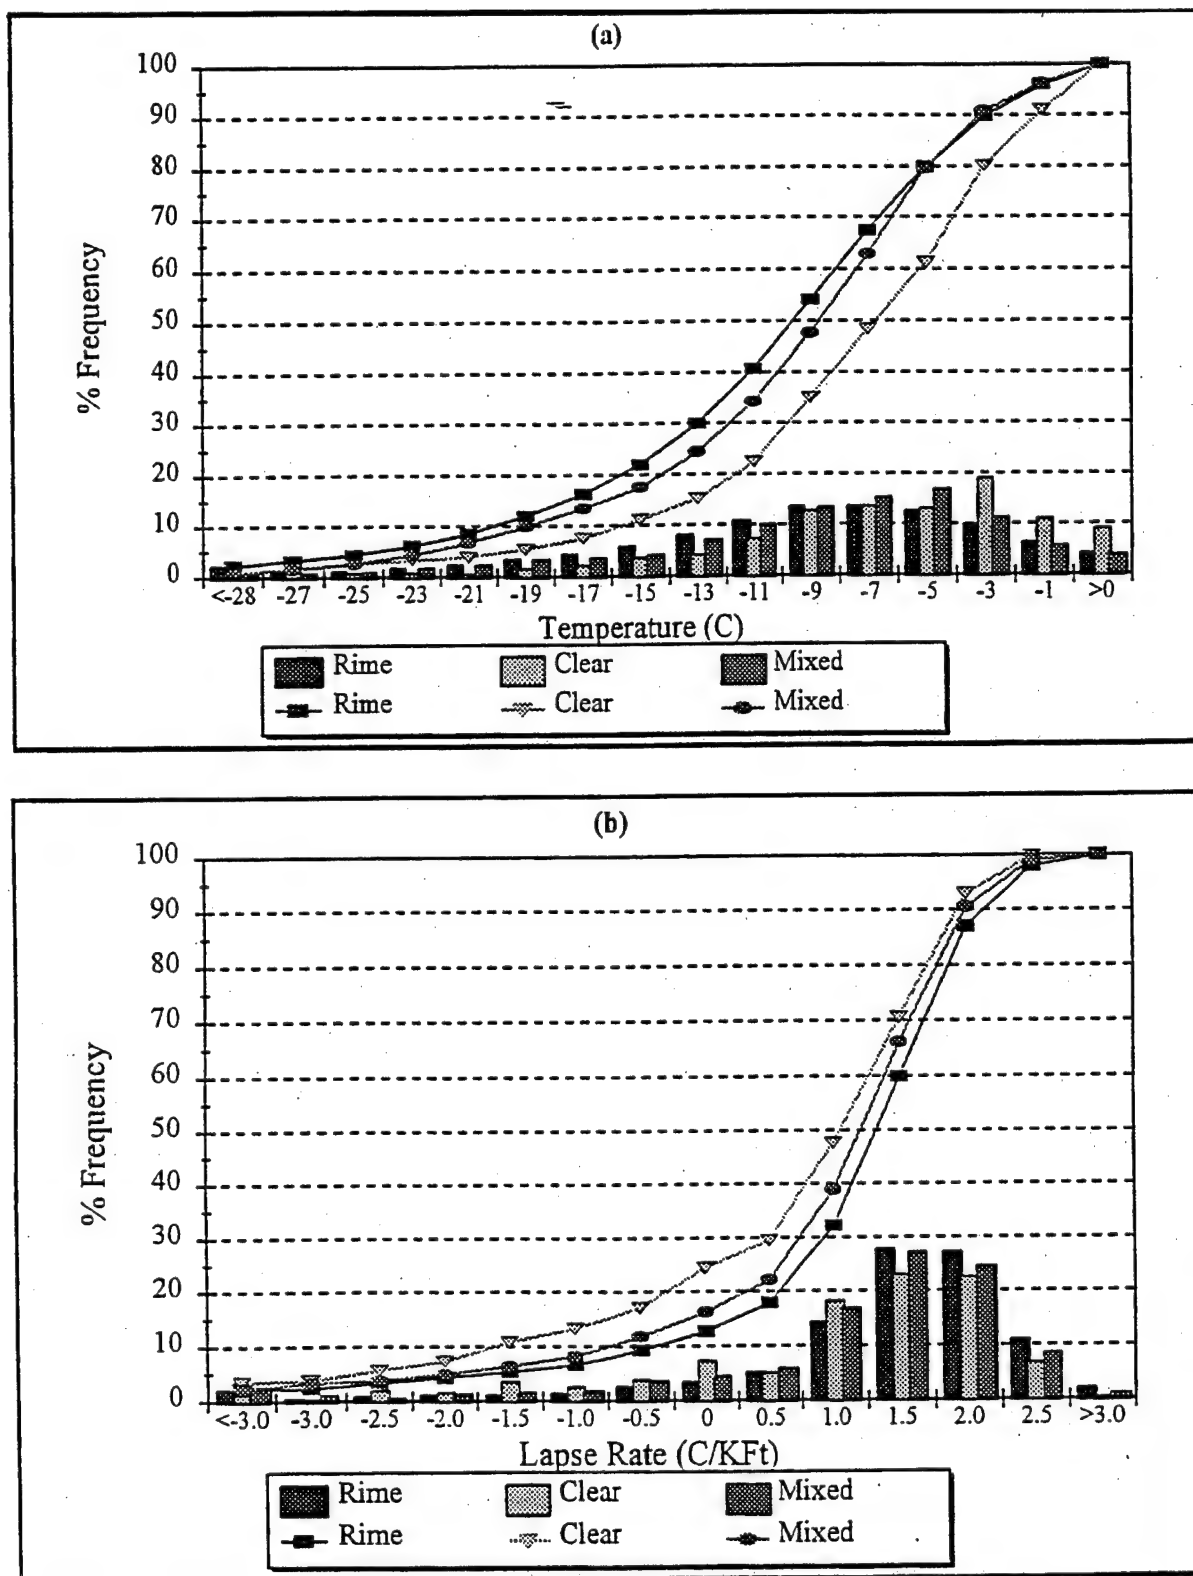 (a)
100
90
80
70
60
50
40
30
20
10
0
% Frequency
<-28 -27 -25 -23 -21 -19 -17 -15 -13 -11 -9 -7 -5 -3 -1 >0
Temperature (C)
Rime Clear Mixed
Rime Clear Mixed
(b)
100
90
80
70
60
50
40
30
20
10
0
% Frequency
<-3.0 -3.0 -2.5 -2.0 -1.5 -1.0 -0.5 0 0.5 1.0 1.5 2.0 2.5 >3.0
Lapse Rate (C/KFt)
Rime Clear Mixed
Rime Clear Mixed